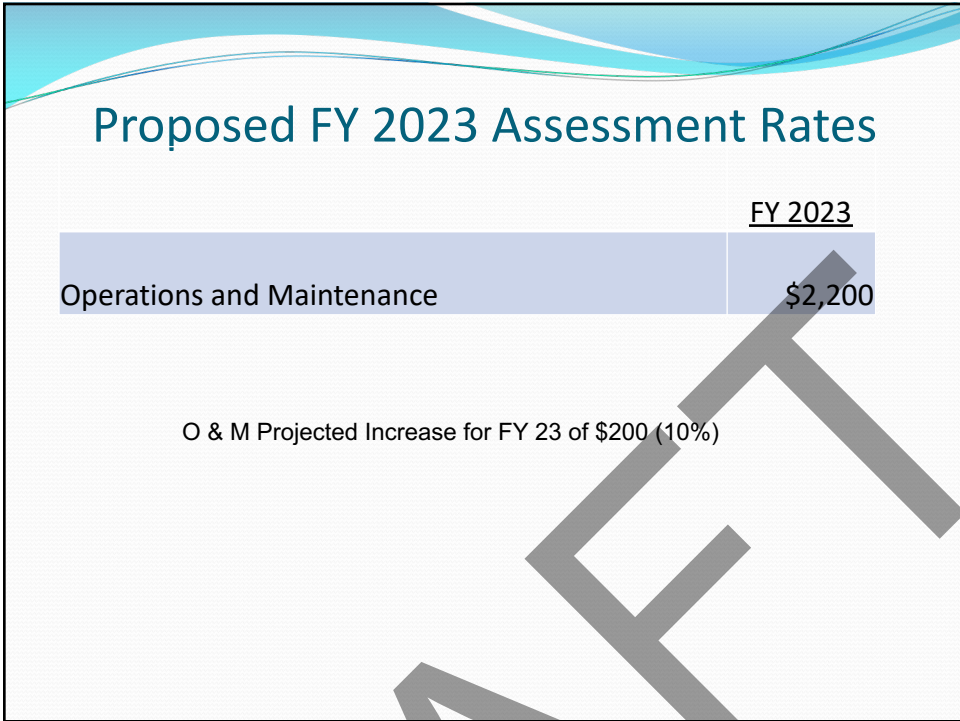 Proposed FY 2023 Assessment Rates
FY 2023
Operations and Maintenance $2,200
O & M Projected Increase for FY 23 of $200 (10%)
AFT